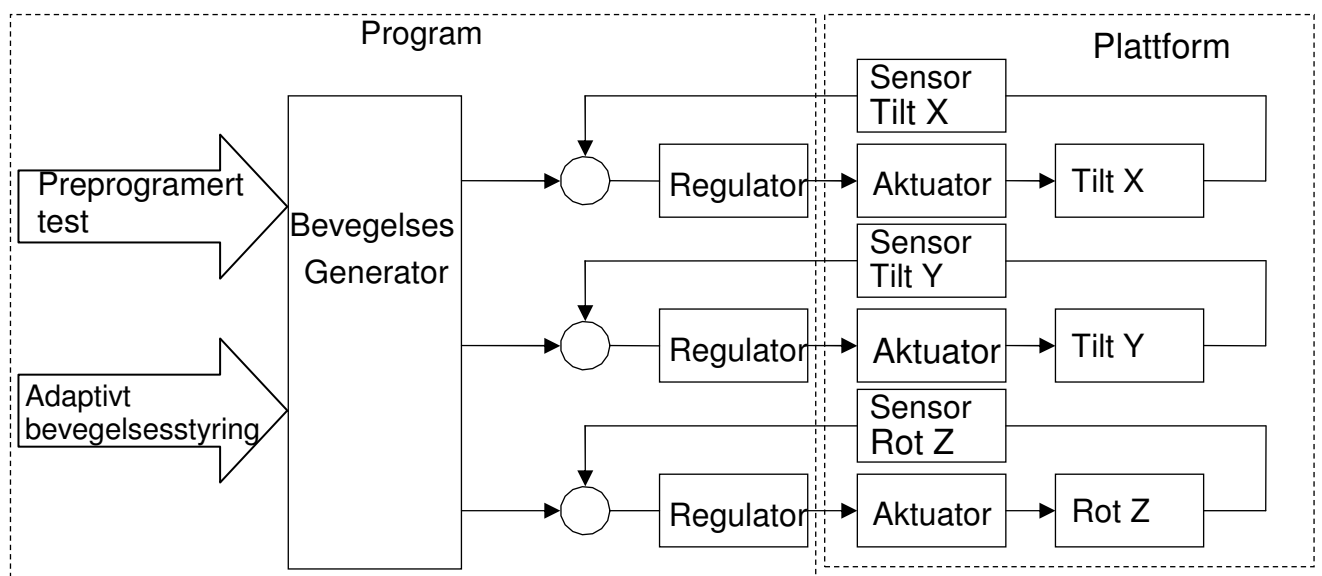 Program
Plattform
Preprogramert
test
Adaptivt
bevegelsesstyring
Bevegelses
Generator
Sensor
Tilt X
Regulator
Aktuator
Tilt X
Sensor
Tilt Y
Regulator
Aktuator
Tilt Y
Sensor
Rot Z
Regulator
Aktuator
Rot Z